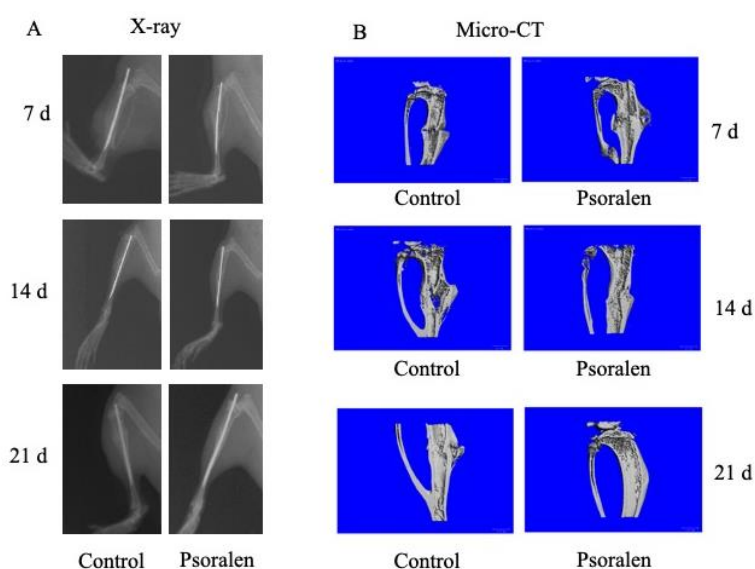 A
X-ray
7 d
14 d
21 d
Control
Psoralen
B
Micro-CT
Control
Psoralen
7 d
Control
Psoralen
14 d
Control
Psoralen
21 d